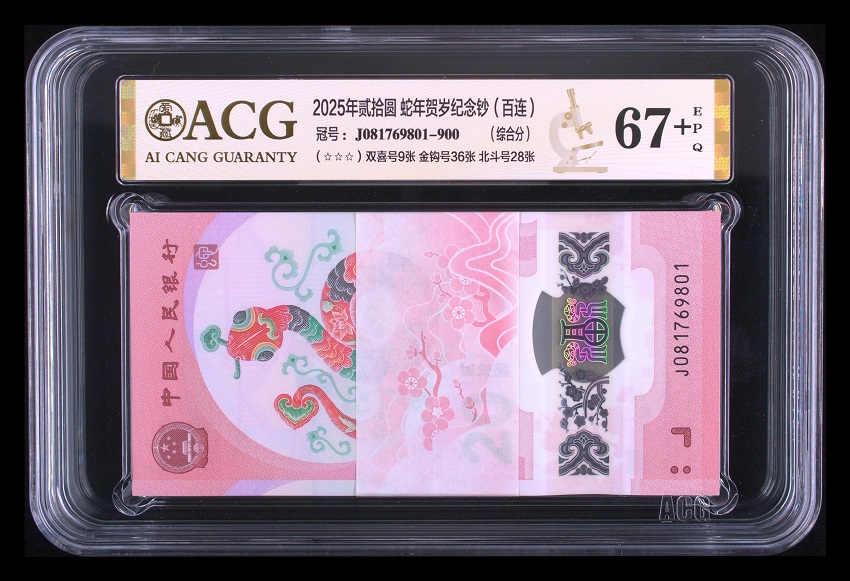 ACG
AI CANG GUARANTY
2025年贰拾圆 蛇年贺岁纪念钞（百连）
冠号：J081769801-900 （综合分）
（☆☆☆）双喜号9张 金钩号36张 北斗号28张
67+
EPQ
中国人民银行
J081769801
ACG